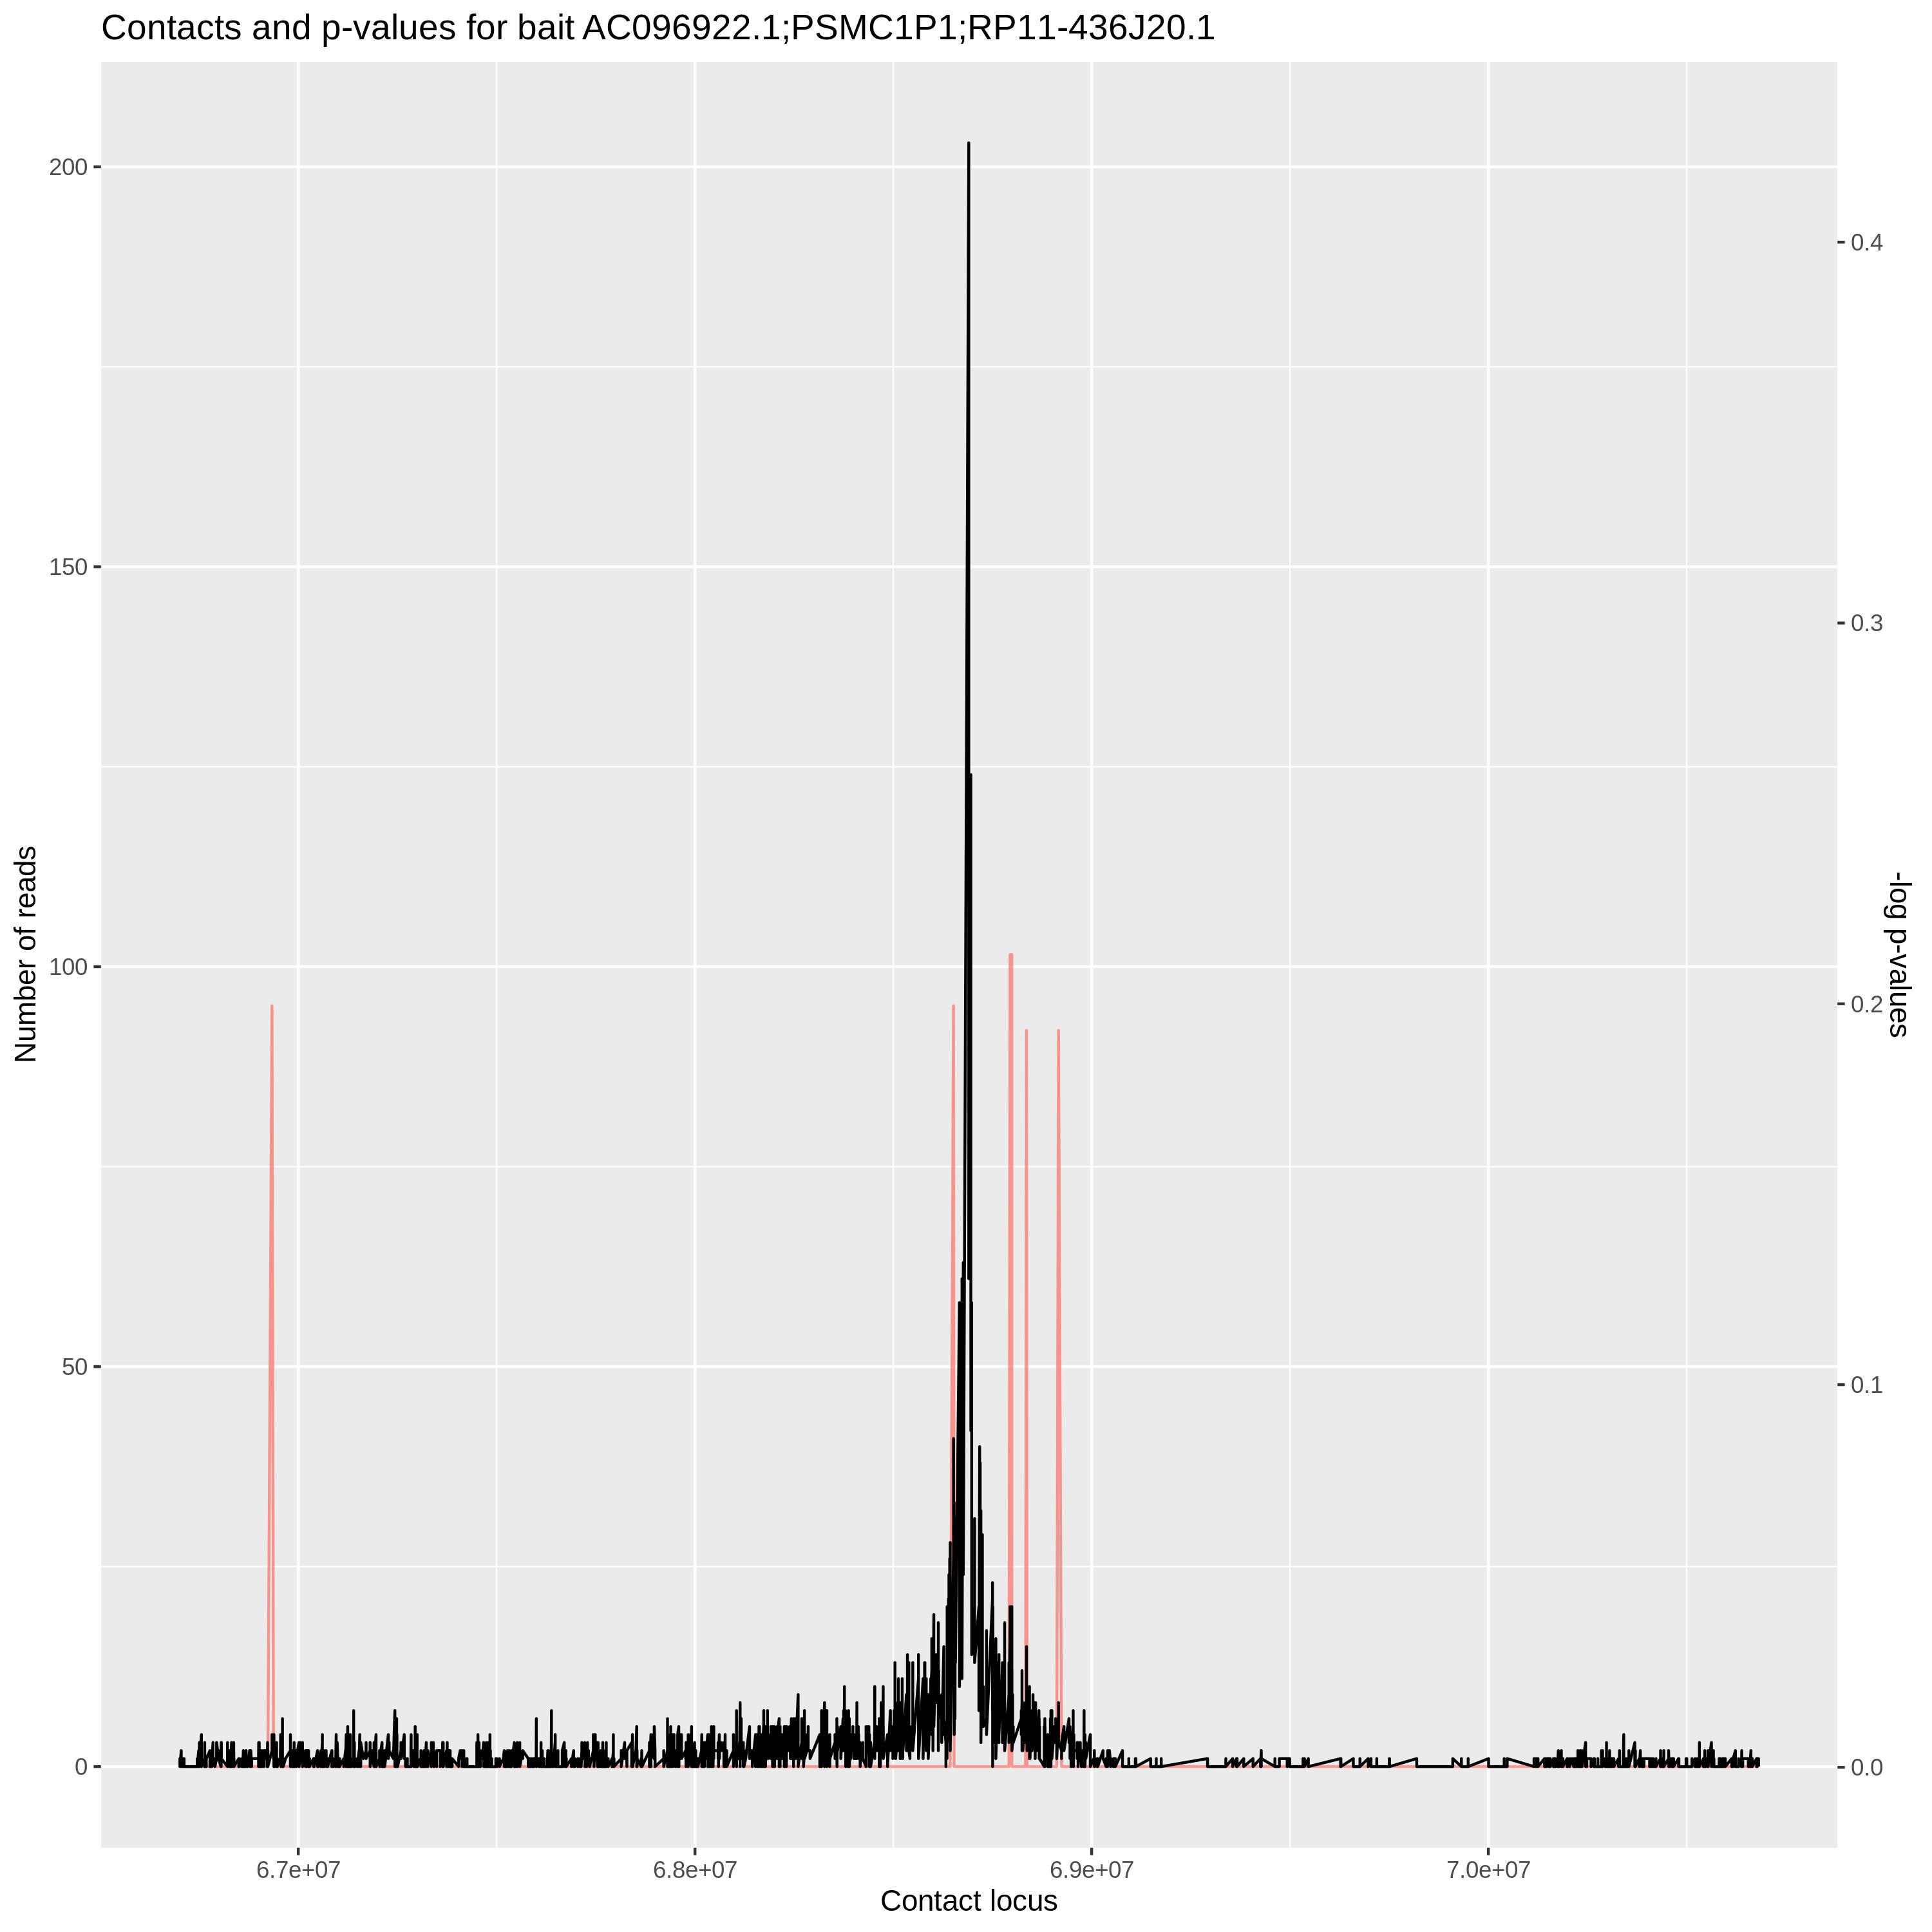 Contacts and p-values for bait AC096922.1;PSMC1P1;RP11-436J20.1
200
150
100
50
0
Number of reads
0.4
0.3
0.2
0.1
0.0
-log p-values
6.7e+07 6.8e+07 6.9e+07 7.0e+07
Contact locus